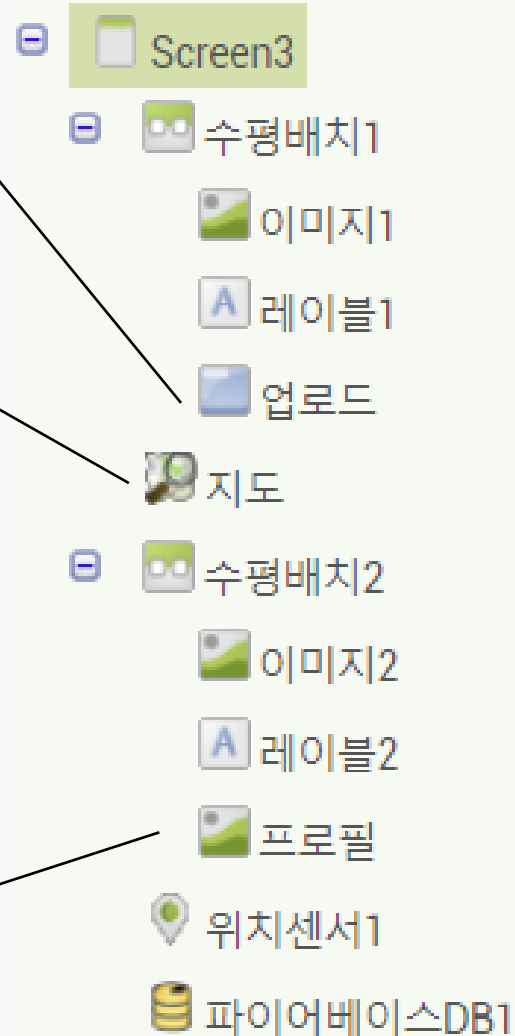 Screen3
수평배치1
이미지1
레이블1
업로드
지도
수평배치2
이미지2
레이블2
프로필
위치센서1
파이어베이스DB1